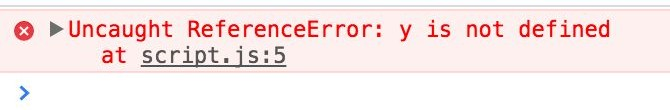 Uncaught ReferenceError: y is not defined
at script.js:5